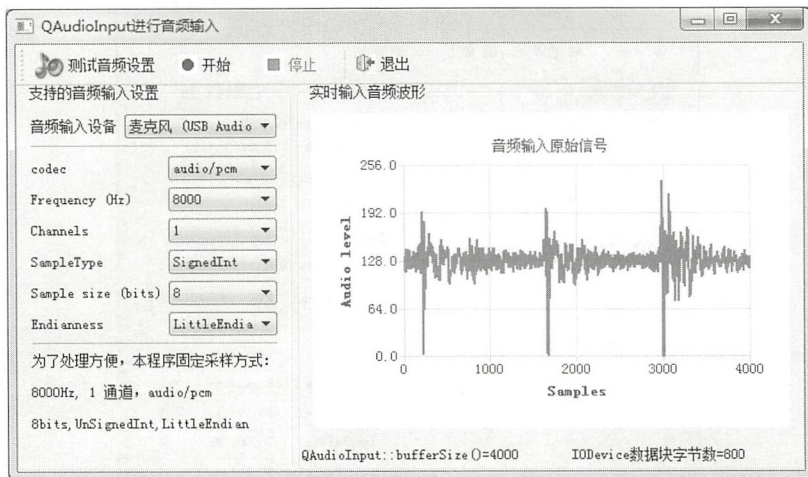 QAudioInput进行音频输入
测试音频设置 开始 停止 退出
支持的音频输入设置
音频输入设备 麦克风 (USB Audio
codec audio/pcm
Frequency (Hz) 8000
Channels 1
SampleType SignedInt
Sample size (bits) 8
Endianness LittleEndia
为了处理方便，本程序固定采样方式:
8000Hz, 1 通道, audio/pcm
8bits, UnSignedInt, LittleEndian
实时输入音频波形
音频输入原始信号
256.0
192.0
128.0
64.0
0.0
Audio level
0 1000 2000 3000 4000
Samples
QAudioInput::bufferSize()=4000 IODevice数据块字节数=800